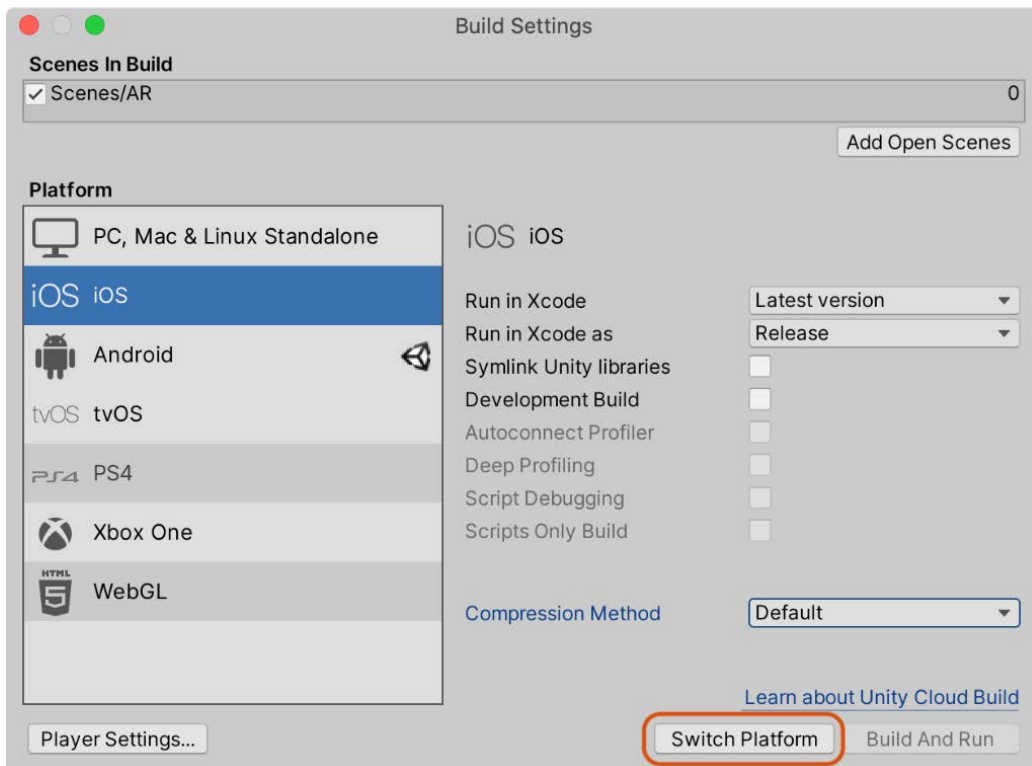 Build Settings
Scenes In Build
Scenes/AR 0
Add Open Scenes
Platform
PC, Mac & Linux Standalone
iOS iOS
Android
tvOS tvOS
PS4 PS4
Xbox One
HTML
5 WebGL
iOS iOS
Run in Xcode Latest version
Run in Xcode as Release
Symlink Unity libraries
Development Build
Autoconnect Profiler
Deep Profiling
Script Debugging
Scripts Only Build
Compression Method Default
Learn about Unity Cloud Build
Player Settings... Switch Platform Build And Run